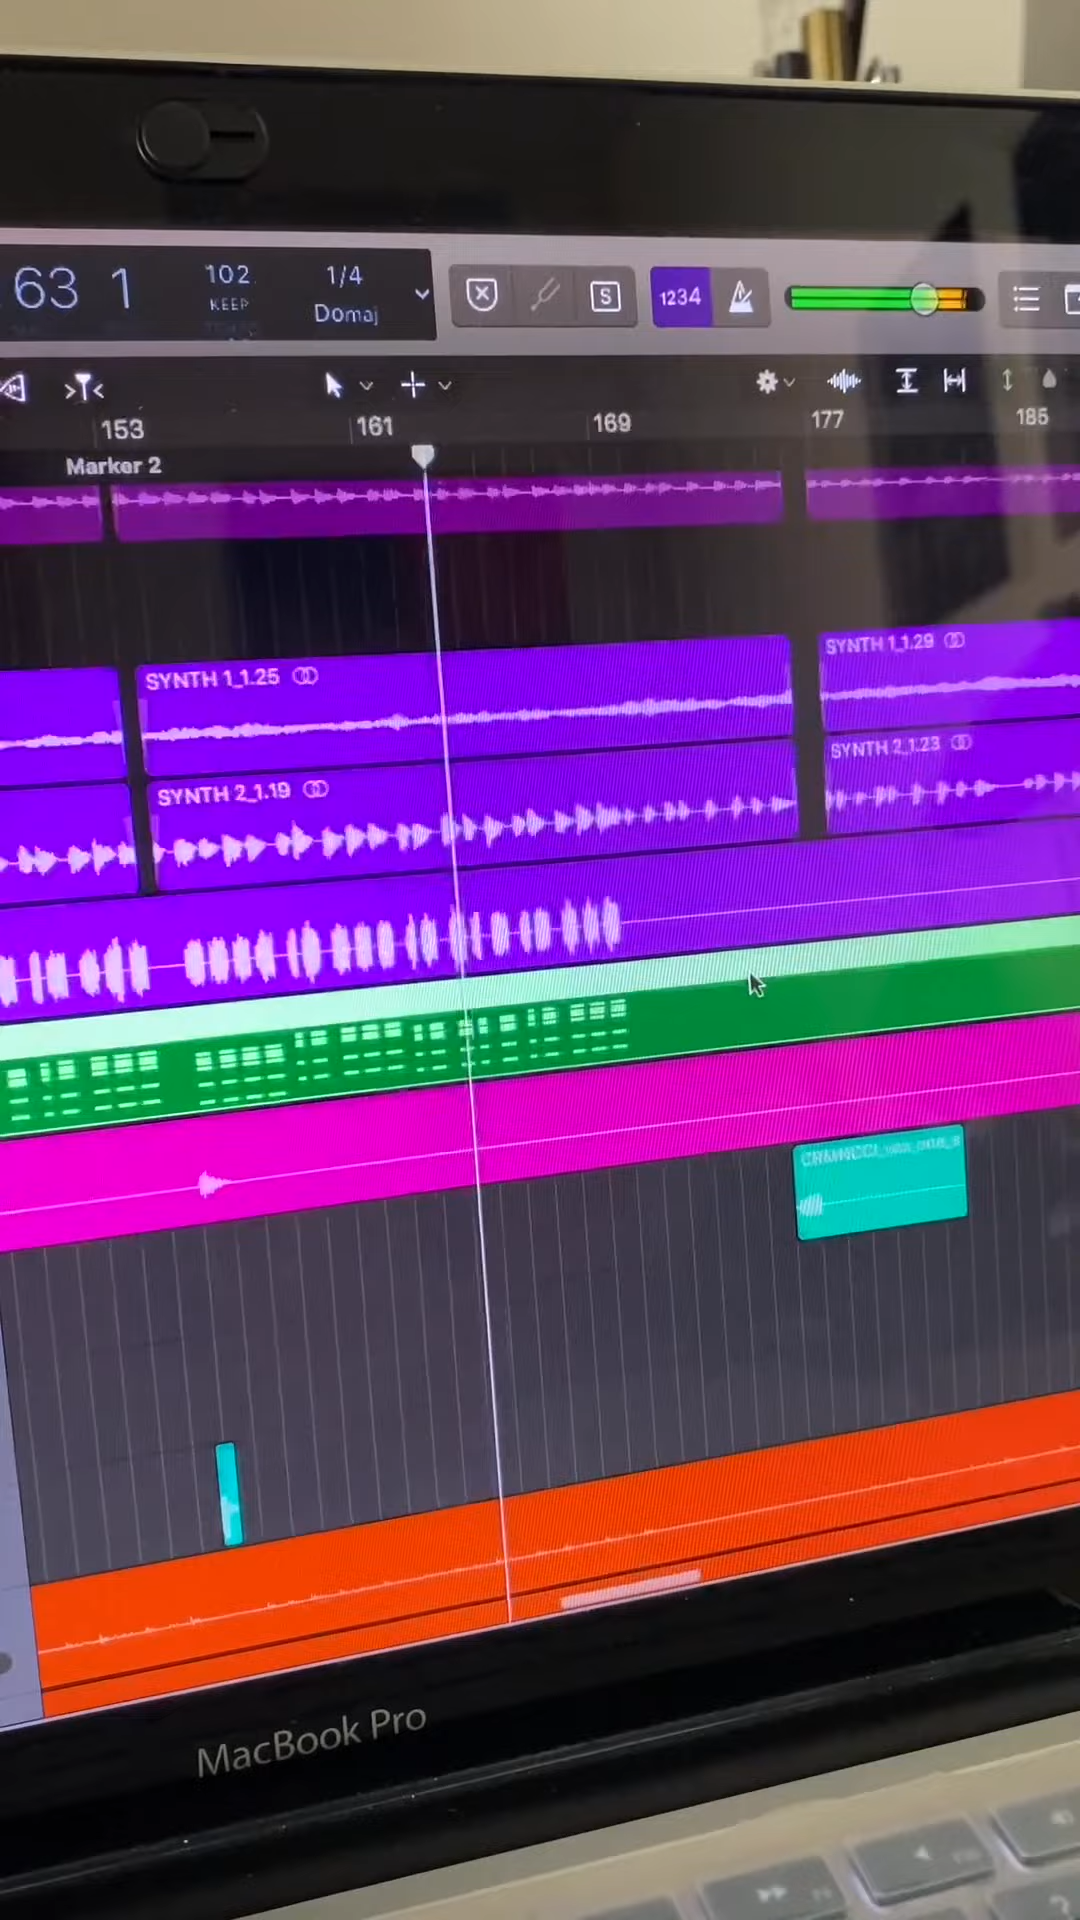 63 1
102
KEEP
1/4
Domaj
S
1234
153
161
169
177
185
Marker 2
SYNTH 1_1.25
SYNTH 1_1.29
SYNTH 2_1.19
SYNTH 2_1.23
MacBook Pro